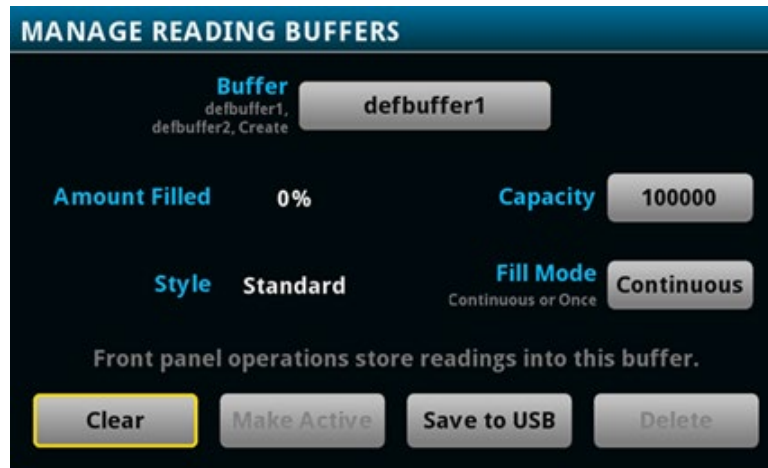 MANAGE READING BUFFERS
Buffer
defbuffer1,
defbuffer2, Create
defbuffer1
Amount Filled 0% Capacity 100000
Style Standard Fill Mode Continuous
Continuous or Once
Front panel operations store readings into this buffer.
Clear Make Active Save to USB Delete